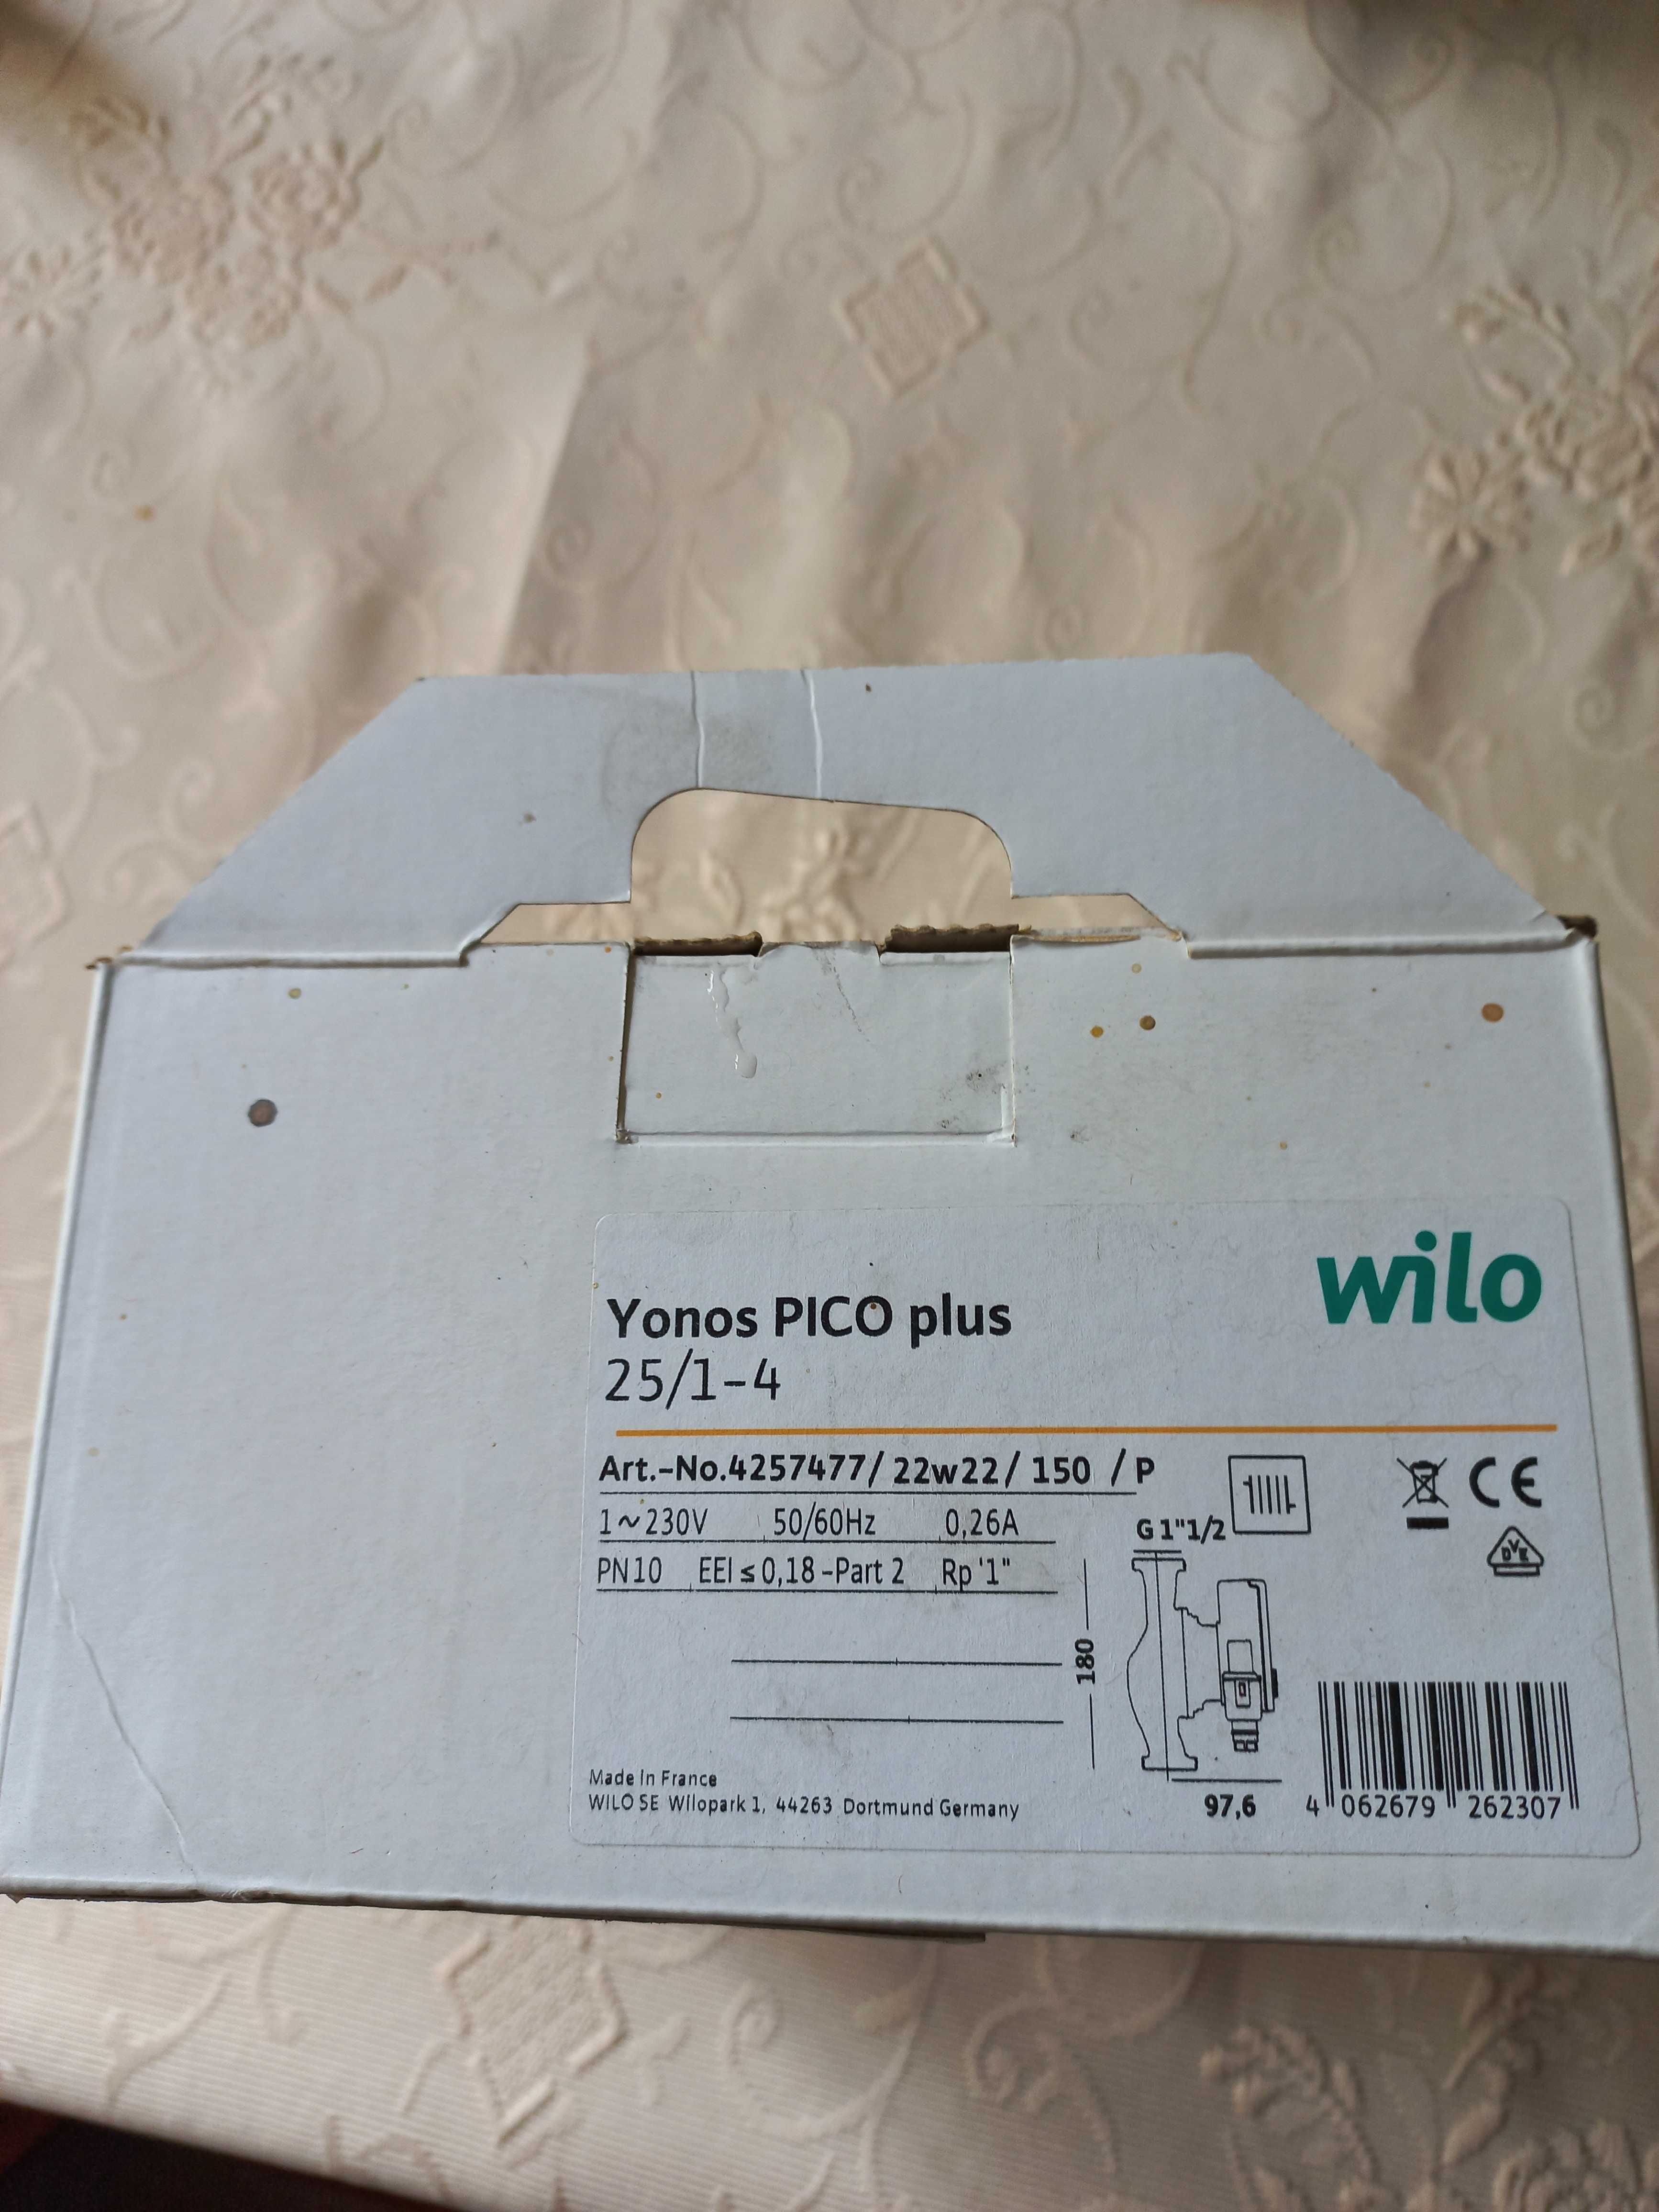 wilo
Yonos PICO plus
25/1-4
Art.-No.4257477/ 22w22/ 150 / P
1~230V 50/60Hz 0,26A
PN10 EEI ≤ 0,18 -Part 2 Rp '1"
G 1"1/2
CE
DVE
180
97,6
Made In France
WILO SE Wilopark 1, 44263 Dortmund Germany
4 062679 262307